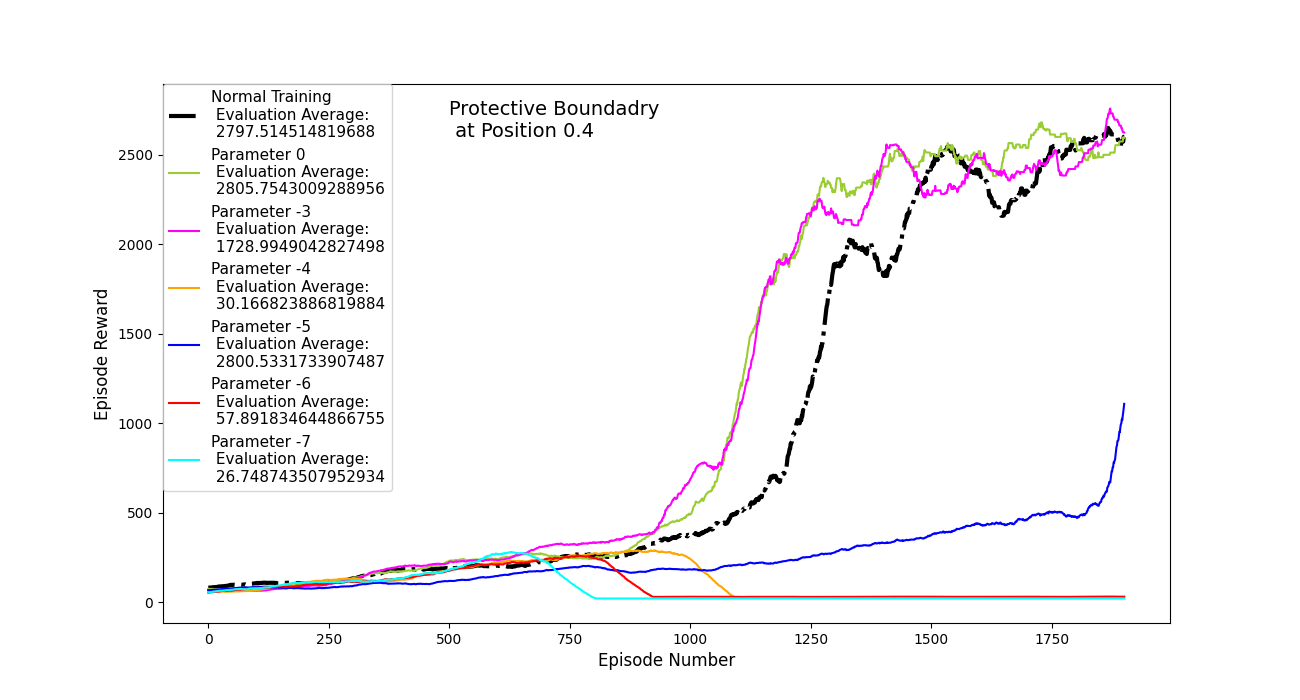 Protective Boundadry
at Position 0.4
Normal Training
Evaluation Average:
2797.514514819688
Parameter 0
Evaluation Average:
2805.7543009288956
Parameter -3
Evaluation Average:
1728.9949042827498
Parameter -4
Evaluation Average:
30.166823886819884
Parameter -5
Evaluation Average:
2800.5331733907487
Parameter -6
Evaluation Average:
57.891834644866755
Parameter -7
Evaluation Average:
26.748743507952934
Episode Reward
2500
2000
1500
1000
500
0
0 250 500 750 1000 1250 1500 1750
Episode Number